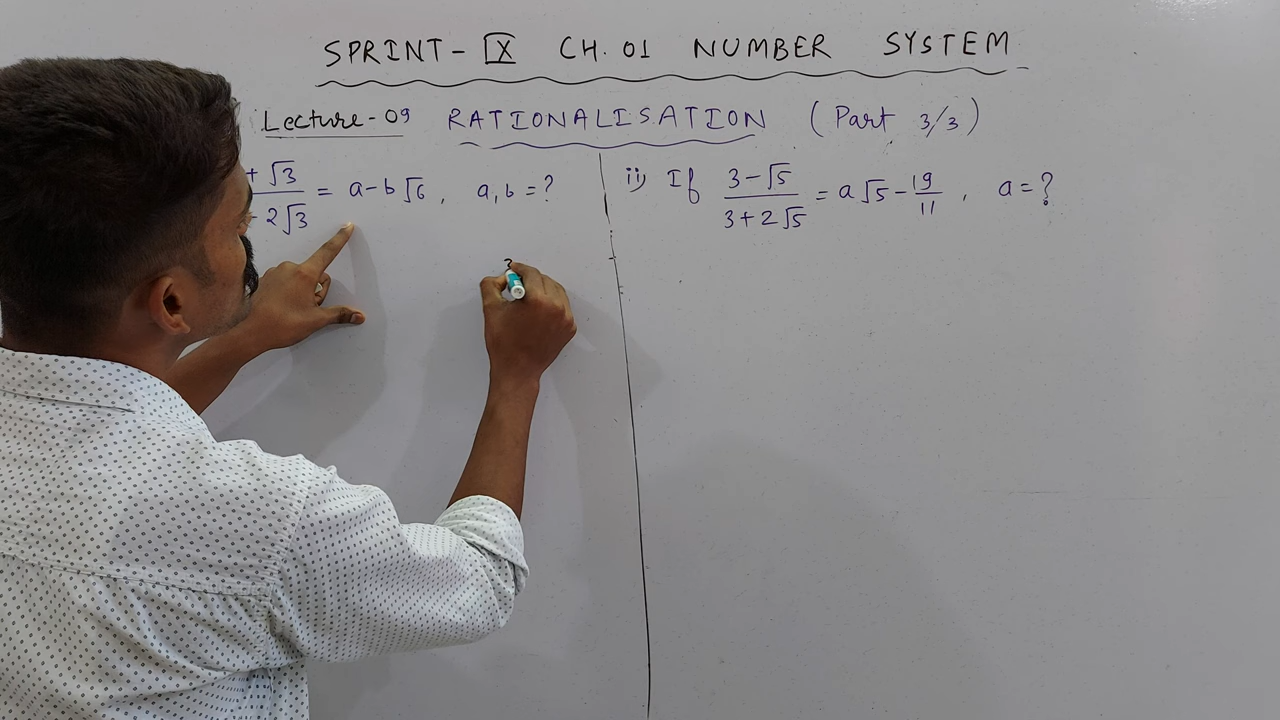 SPRINT - IX CH. 01 NUMBER SYSTEM
Lecture - 09 RATIONALISATION (Part 3/3)
+ √3 / - 2√3 = a - b√6, a, b = ?
ii) If 3 - √5 / 3 + 2√5 = a√5 - 19/11, a = ?